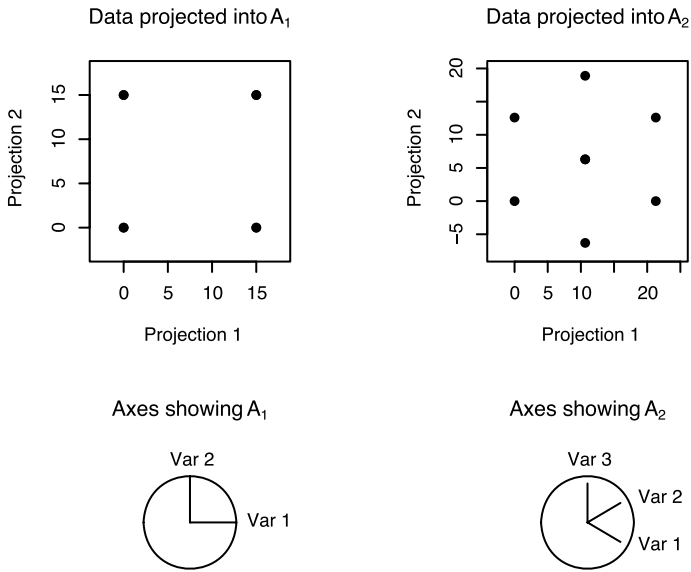 Data projected into A₁
Projection 2
15
10
5
0
0 5 10 15
Projection 1
Data projected into A₂
Projection 2
20
10
5
0
−5
0 5 10 20
Projection 1
Axes showing A₁
Var 2
Var 1
Axes showing A₂
Var 3
Var 2
Var 1